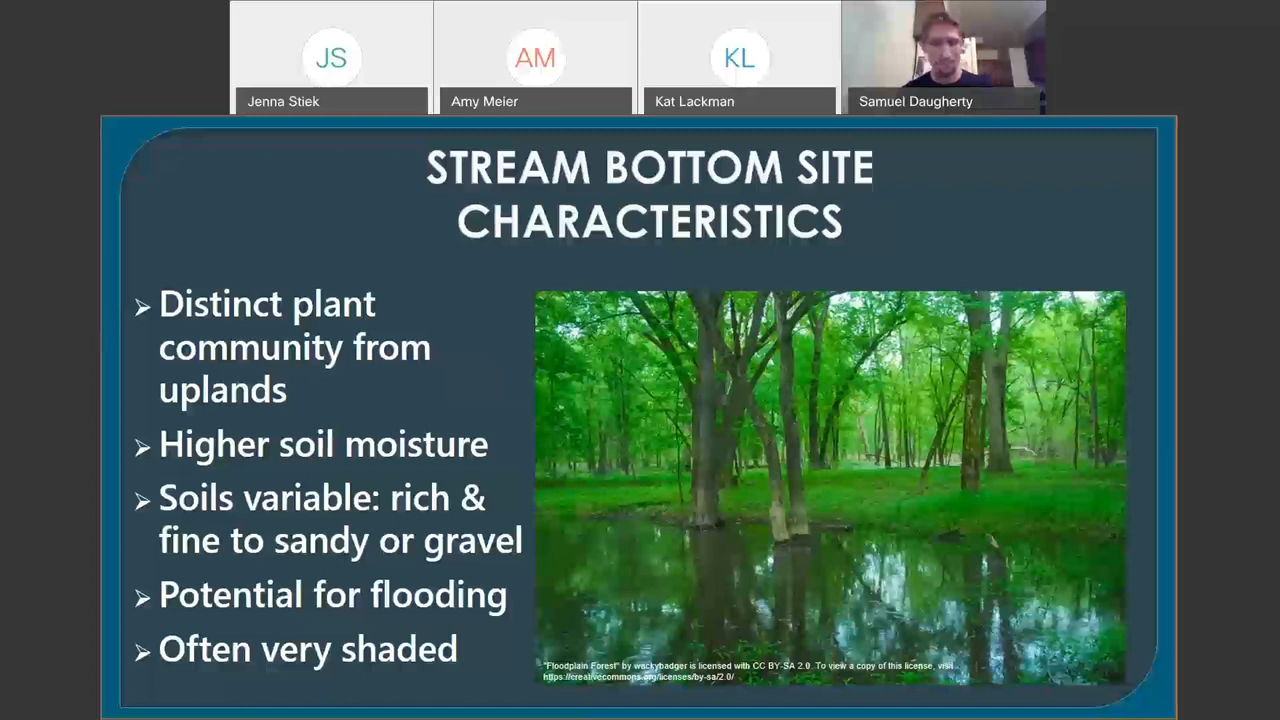 JS
AM
KL
Jenna Stiek
Amy Meier
Kat Lackman
Samuel Daugherty
STREAM BOTTOM SITE
CHARACTERISTICS
Distinct plant
community from
uplands
Higher soil moisture
Soils variable: rich &
fine to sandy or gravel
Potential for flooding
Often very shaded
"Floodplain Forest" by wackybadger is licensed with CC BY-SA 2.0. To view a copy of this license, visit
https://creativecommons.org/licenses/by-sa/2.0/